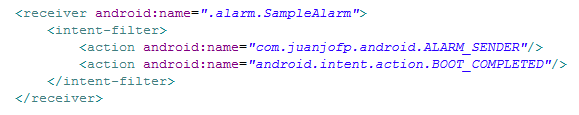 <receiver android:name=".alarm.SampleAlarm">
    <intent-filter>
        <action android:name="com.juanjofp.android.ALARM_SENDER"/>
        <action android:name="android.intent.action.BOOT_COMPLETED"/>
    </intent-filter>
</receiver>